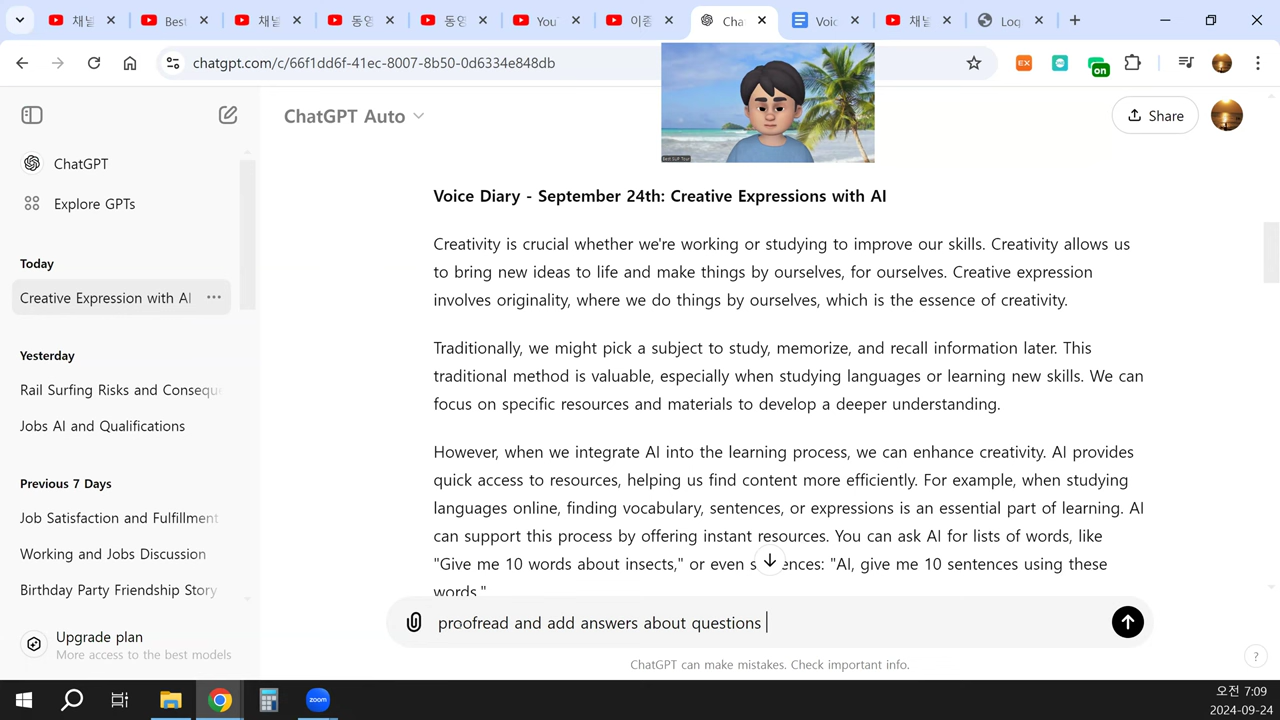 채널
Best
채널
동영
동영
You
이종
Cha
Voic
채널
Loq
chatgpt.com/c/66f1dd6f-41ec-8007-8b50-0d6334e848db
EX
on
ChatGPT Auto
Share
ChatGPT
Explore GPTs
Today
Creative Expression with AI
Yesterday
Rail Surfing Risks and Conseque
Jobs AI and Qualifications
Previous 7 Days
Job Satisfaction and Fulfillment
Working and Jobs Discussion
Birthday Party Friendship Story
Upgrade plan
More access to the best models
Voice Diary - September 24th: Creative Expressions with AI
Creativity is crucial whether we're working or studying to improve our skills. Creativity allows us
to bring new ideas to life and make things by ourselves, for ourselves. Creative expression
involves originality, where we do things by ourselves, which is the essence of creativity.
Traditionally, we might pick a subject to study, memorize, and recall information later. This
traditional method is valuable, especially when studying languages or learning new skills. We can
focus on specific resources and materials to develop a deeper understanding.
However, when we integrate AI into the learning process, we can enhance creativity. AI provides
quick access to resources, helping us find content more efficiently. For example, when studying
languages online, finding vocabulary, sentences, or expressions is an essential part of learning. AI
can support this process by offering instant resources. You can ask AI for lists of words, like
"Give me 10 words about insects," or even s ences: "AI, give me 10 sentences using these
words."
proofread and add answers about questions
ChatGPT can make mistakes. Check important info.
?
zoom
오전 7:09
2024-09-24